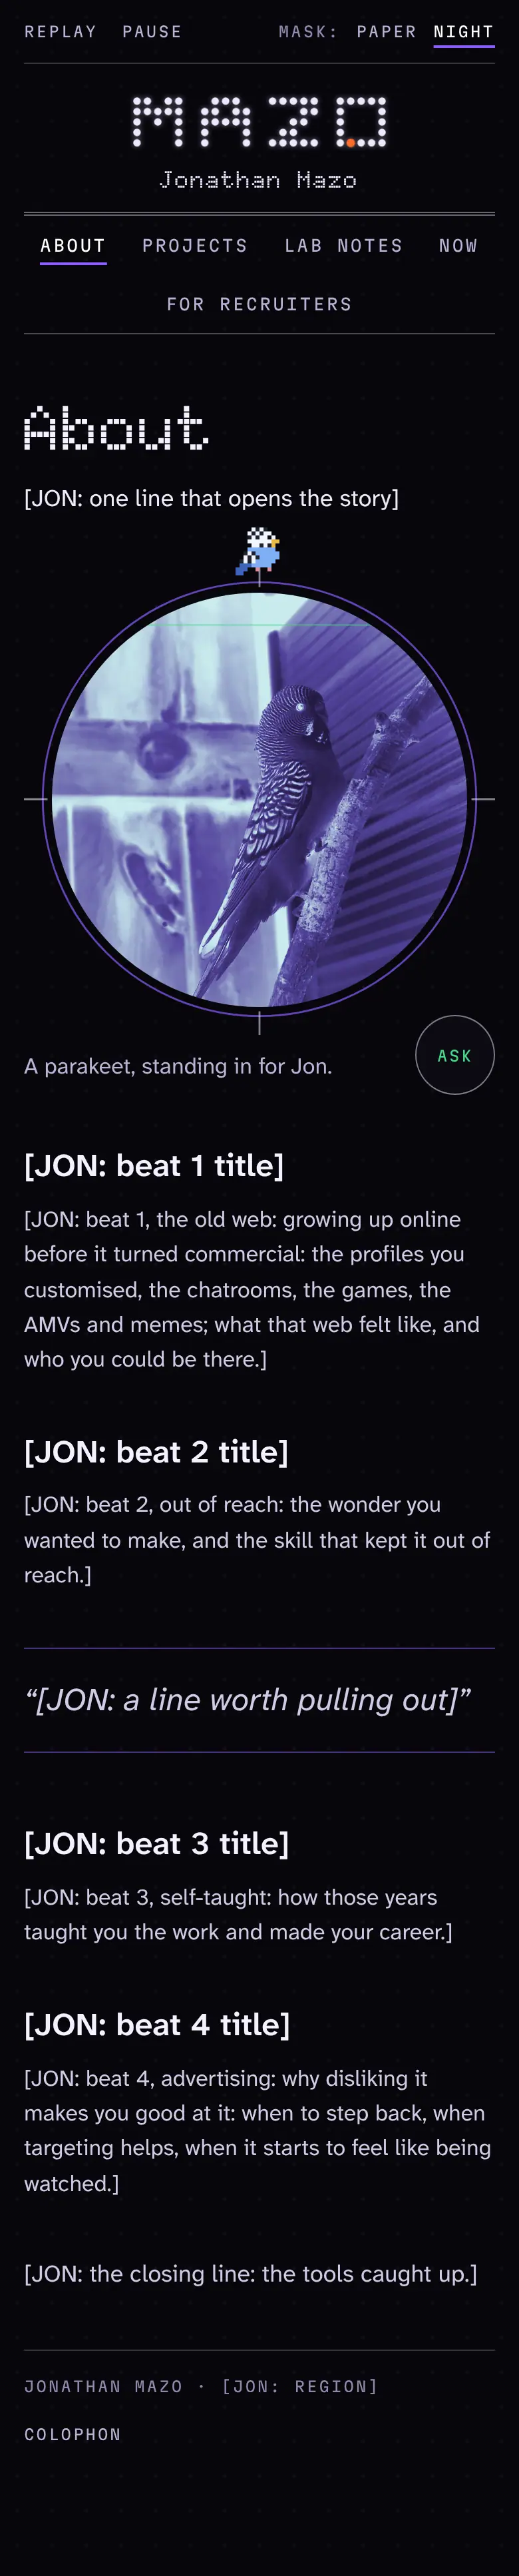 REPLAY PAUSE MASK: PAPER NIGHT
MAZO
Jonathan Mazo
ABOUT PROJECTS LAB NOTES NOW
FOR RECRUITERS
About
[JON: one line that opens the story]
A parakeet, standing in for Jon.
ASK
[JON: beat 1 title]
[JON: beat 1, the old web: growing up online
before it turned commercial: the profiles you
customised, the chatrooms, the games, the
AMVs and memes; what that web felt like, and
who you could be there.]
[JON: beat 2 title]
[JON: beat 2, out of reach: the wonder you
wanted to make, and the skill that kept it out of
reach.]
“[JON: a line worth pulling out]”
[JON: beat 3 title]
[JON: beat 3, self-taught: how those years
taught you the work and made your career.]
[JON: beat 4 title]
[JON: beat 4, advertising: why disliking it
makes you good at it: when to step back, when
targeting helps, when it starts to feel like being
watched.]
[JON: the closing line: the tools caught up.]
JONATHAN MAZO · [JON: REGION]
COLOPHON